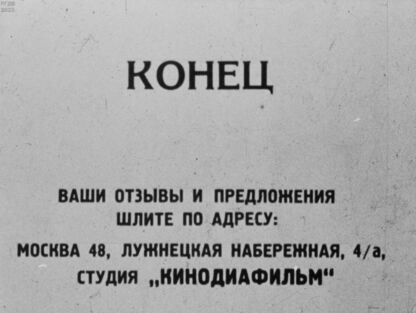 КОНЕЦ
ВАШИ ОТЗЫВЫ И ПРЕДЛОЖЕНИЯ
ШЛИТЕ ПО АДРЕСУ:
МОСКВА 48, ЛУЖНЕЦКАЯ НАБЕРЕЖНАЯ, 4/а,
СТУДИЯ „КИНОДИАФИЛЬМ“